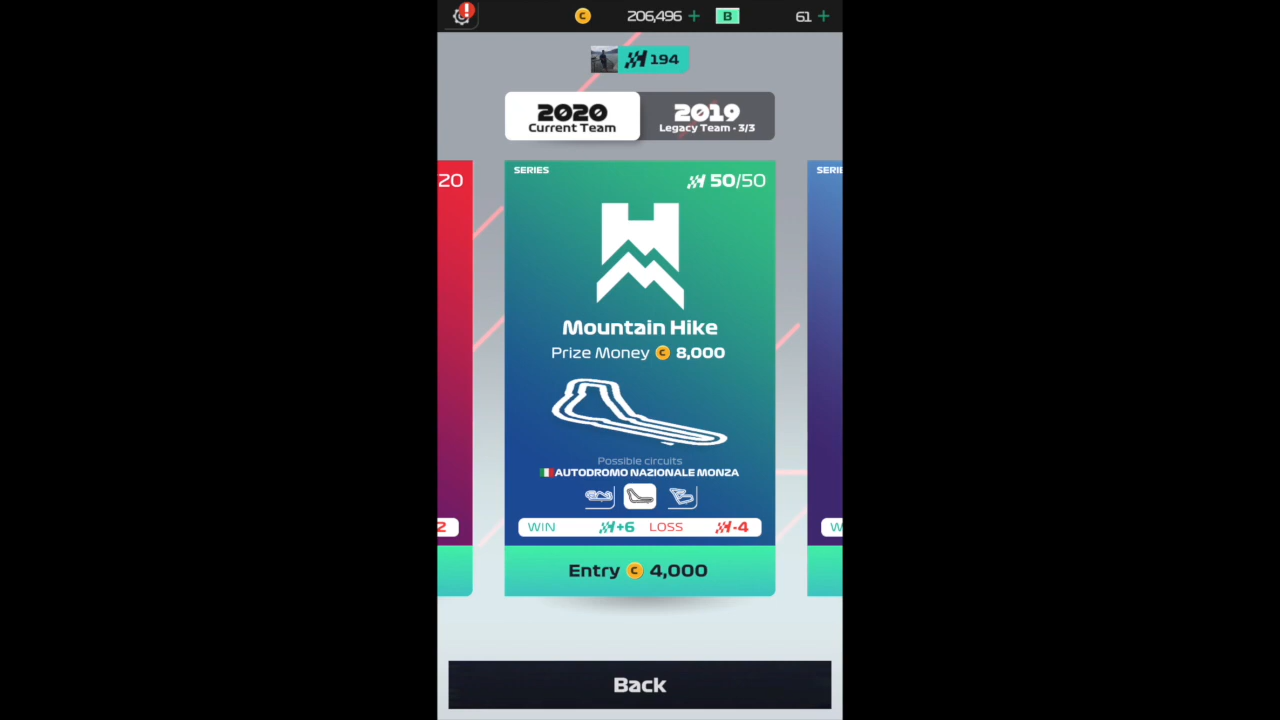 C 206,496 + B 61 +
194
2020
Current Team
2019
Legacy Team - 3/3
20
SERIES
50/50
SERIE
Mountain Hike
Prize Money C 8,000
Possible circuits
AUTODROMO NAZIONALE MONZA
2
WIN +6 LOSS -4
W
Entry C 4,000
Back